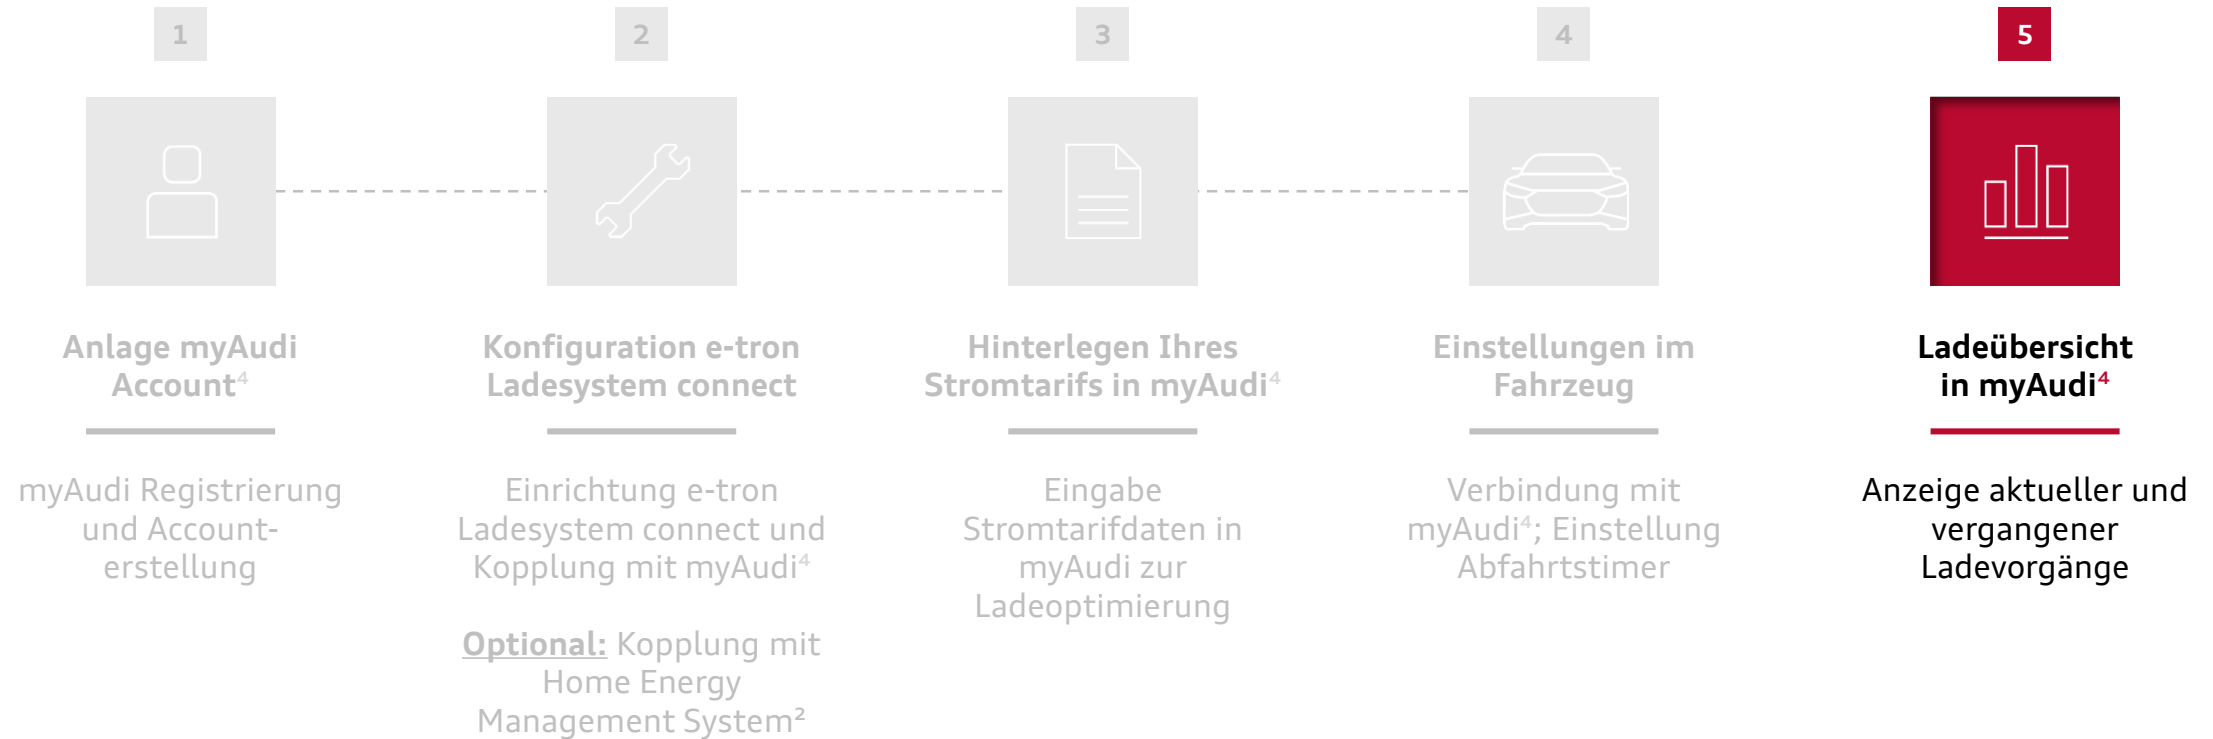 1
2
3
4
5
Anlage myAudi
Account⁴
myAudi Registrierung
und Account-
erstellung
Konfiguration e-tron
Ladesystem connect
Einrichtung e-tron
Ladesystem connect und
Kopplung mit myAudi⁴
Optional: Kopplung mit
Home Energy
Management System²
Hinterlegen Ihres
Stromtarifs in myAudi⁴
Eingabe
Stromtarifdaten in
myAudi zur
Ladeoptimierung
Einstellungen im
Fahrzeug
Verbindung mit
myAudi⁴; Einstellung
Abfahrtstimer
Ladeübersicht
in myAudi⁴
Anzeige aktueller und
vergangener
Ladevorgänge